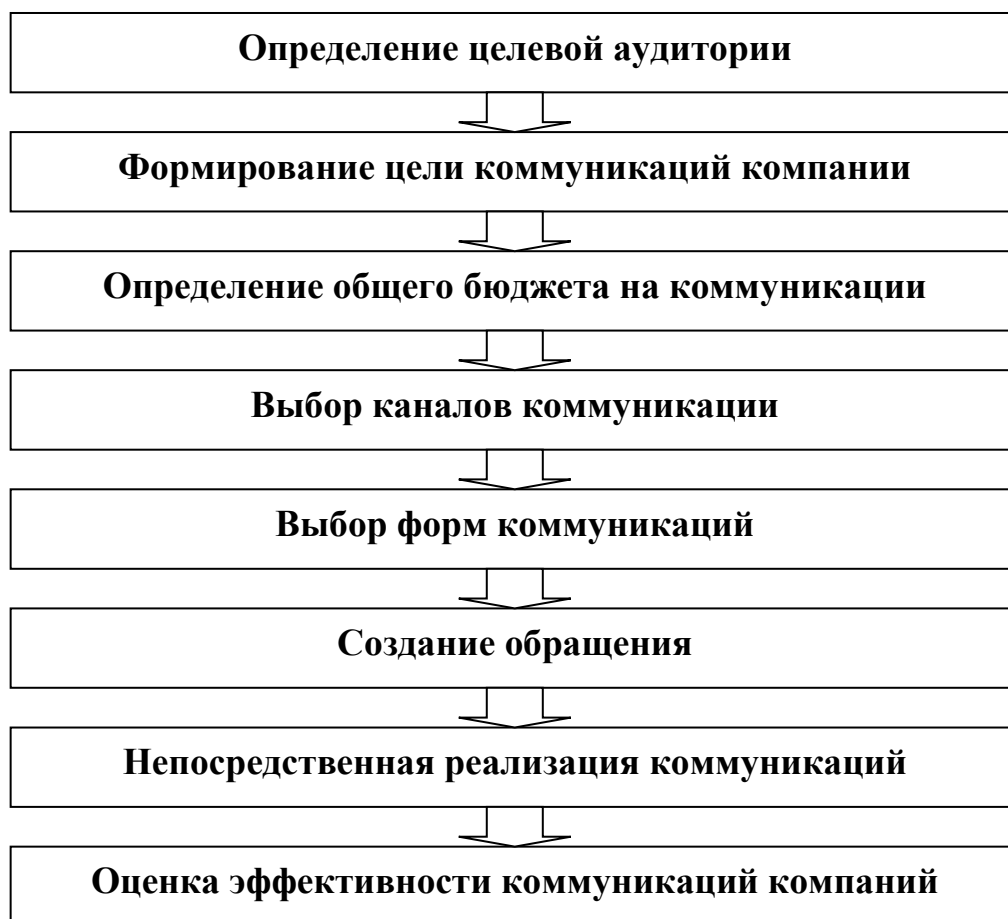 Определение целевой аудитории
Формирование цели коммуникаций компании
Определение общего бюджета на коммуникации
Выбор каналов коммуникации
Выбор форм коммуникаций
Создание обращения
Непосредственная реализация коммуникаций
Оценка эффективности коммуникаций компаний